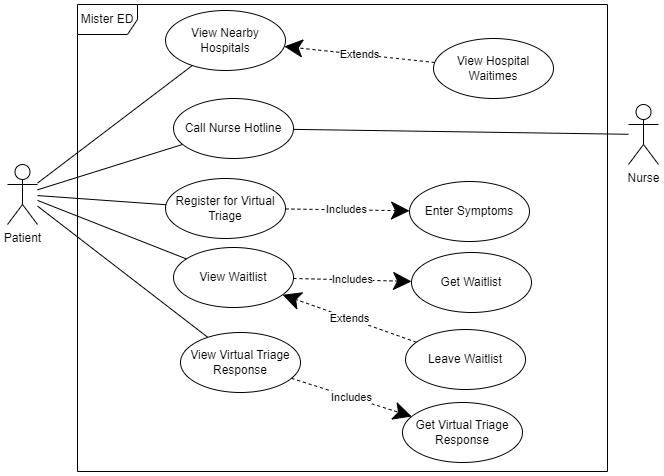 Mister ED
View Nearby
Hospitals
Extends
View Hospital
Waitimes
Call Nurse Hotline
Nurse
Patient
Register for Virtual
Triage
Includes
Enter Symptoms
View Waitlist
Includes
Get Waitlist
Extends
Leave Waitlist
View Virtual Triage
Response
Includes
Get Virtual Triage
Response